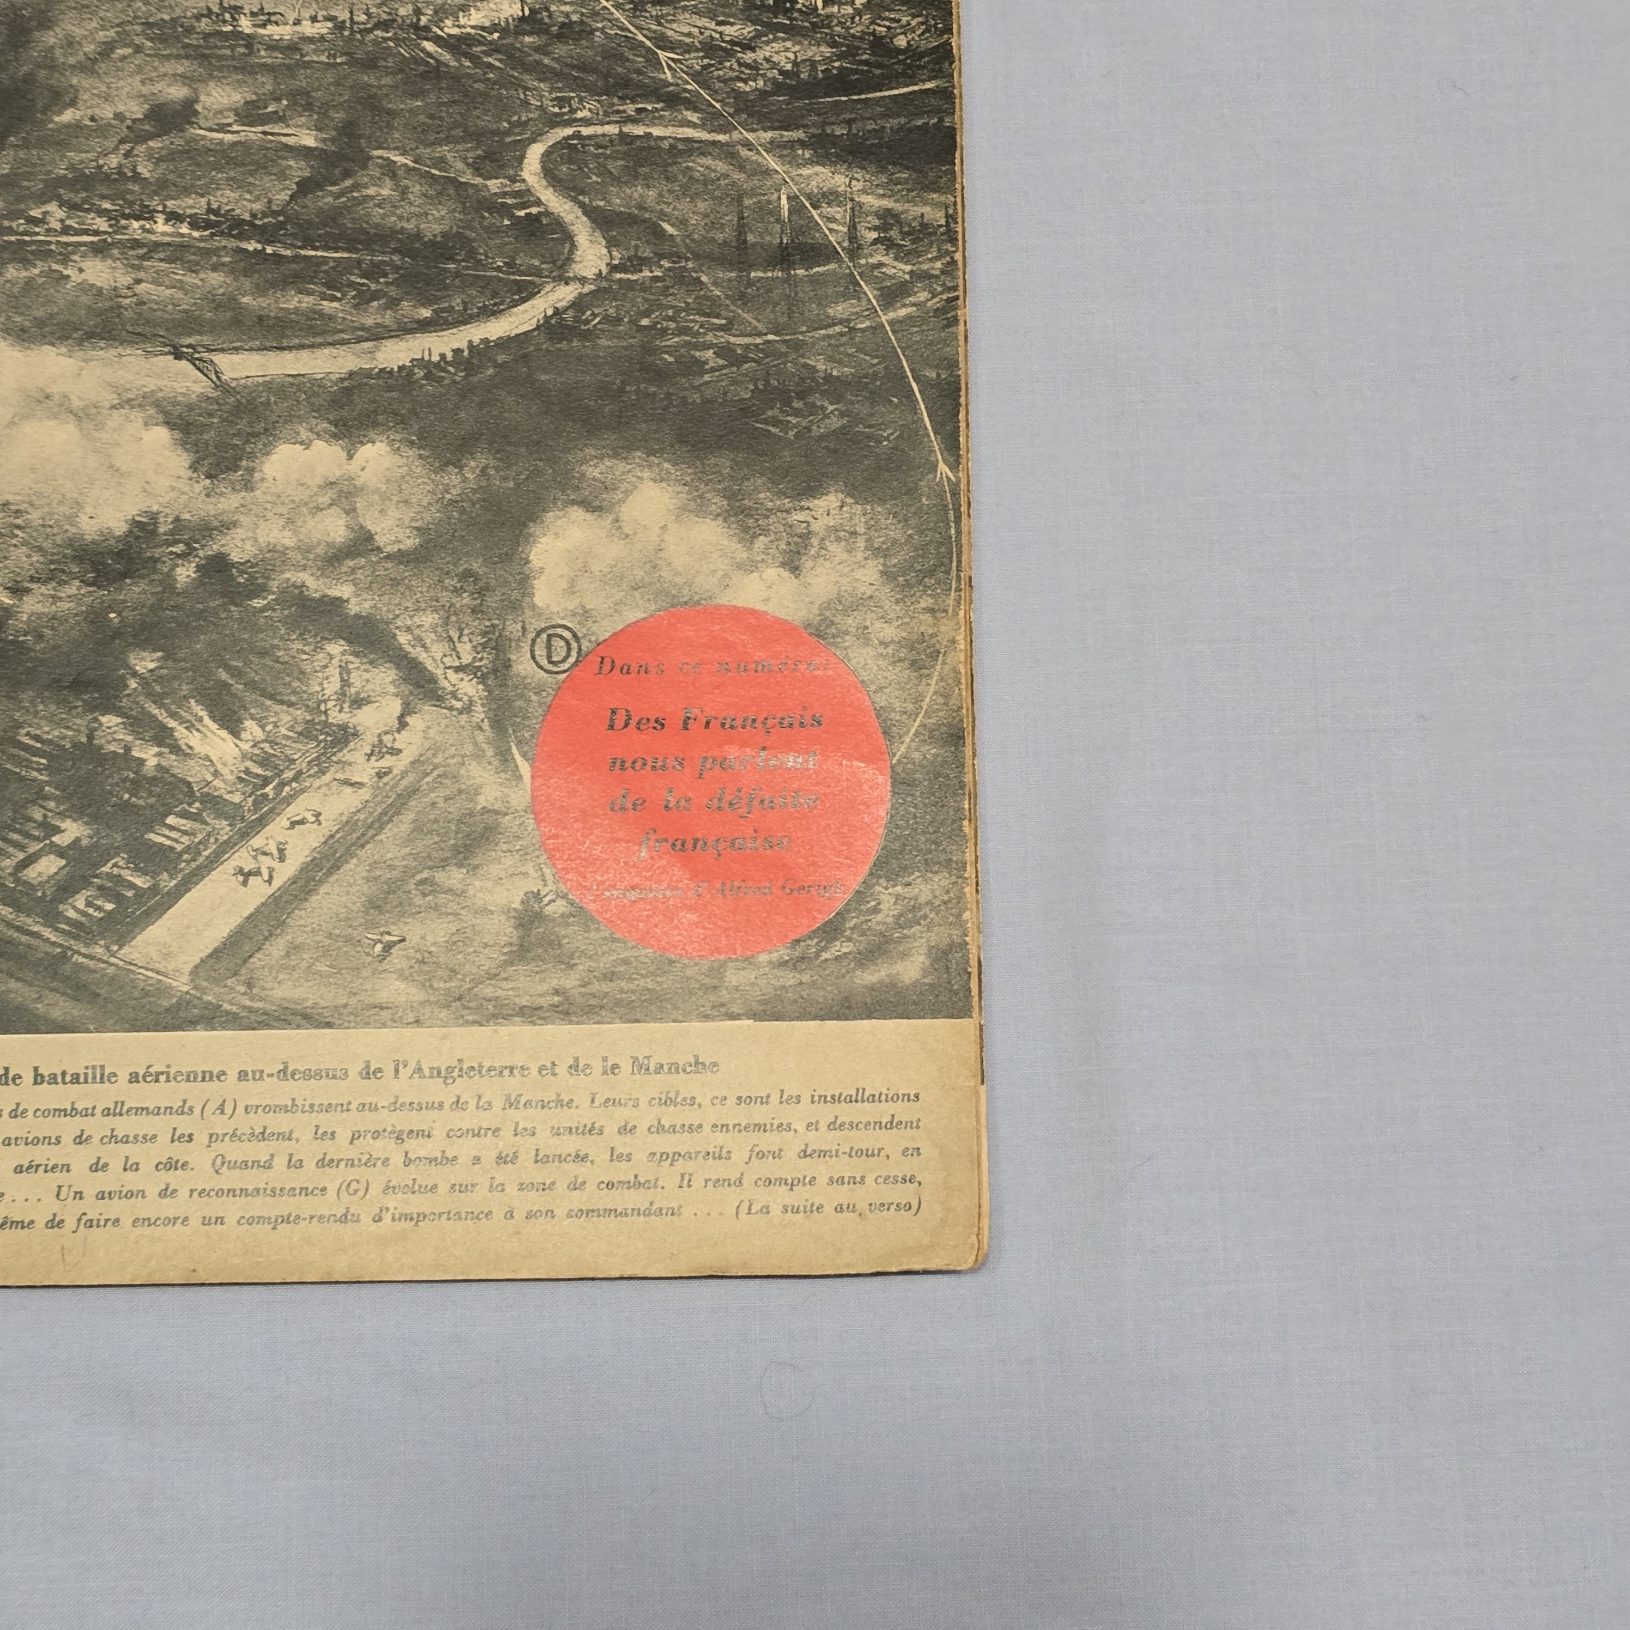 D
Dans ce numéro:
Des Français
nous parlent
de la défaite
française
d'Alfred Gerigk
de bataille aérienne au-dessus de l'Angleterre et de le Manche
s de combat allemands (A) vrombissent au-dessus de la Manche. Leurs cibles, ce sont les installations
avions de chasse les précèdent, les protègent contre les unités de chasse ennemies, et descendent
aérien de la côte. Quand la dernière bombe a été lancée, les appareils font demi-tour, en
e ... Un avion de reconnaissance (G) évolue sur la zone de combat. Il rend compte sans cesse,
ême de faire encore un compte-rendu d'importance à son commandant ... (La suite au verso)